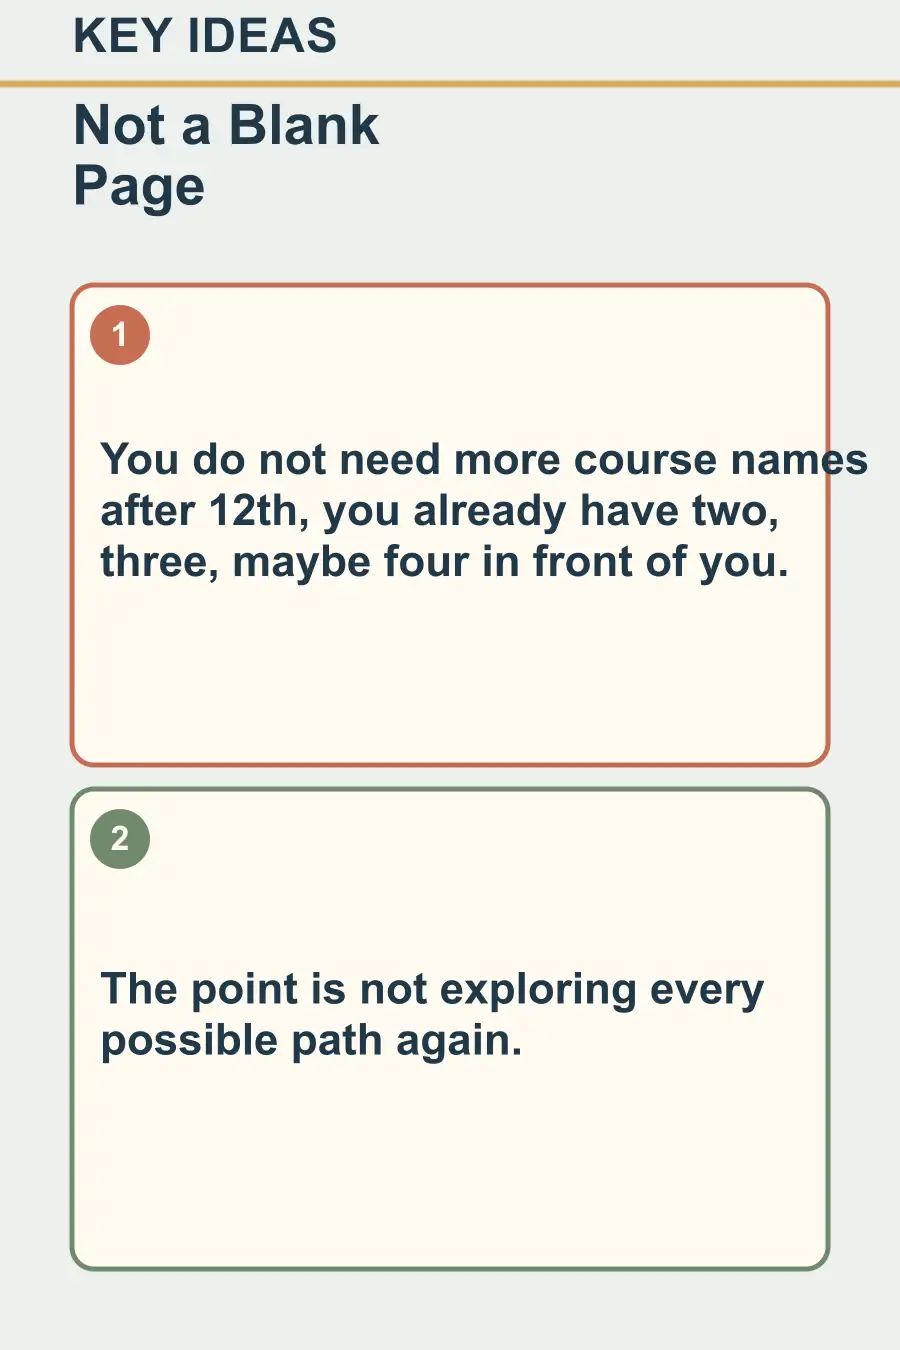 KEY IDEAS
Not a Blank
Page
1
You do not need more course names
after 12th, you already have two,
three, maybe four in front of you.
2
The point is not exploring every
possible path again.